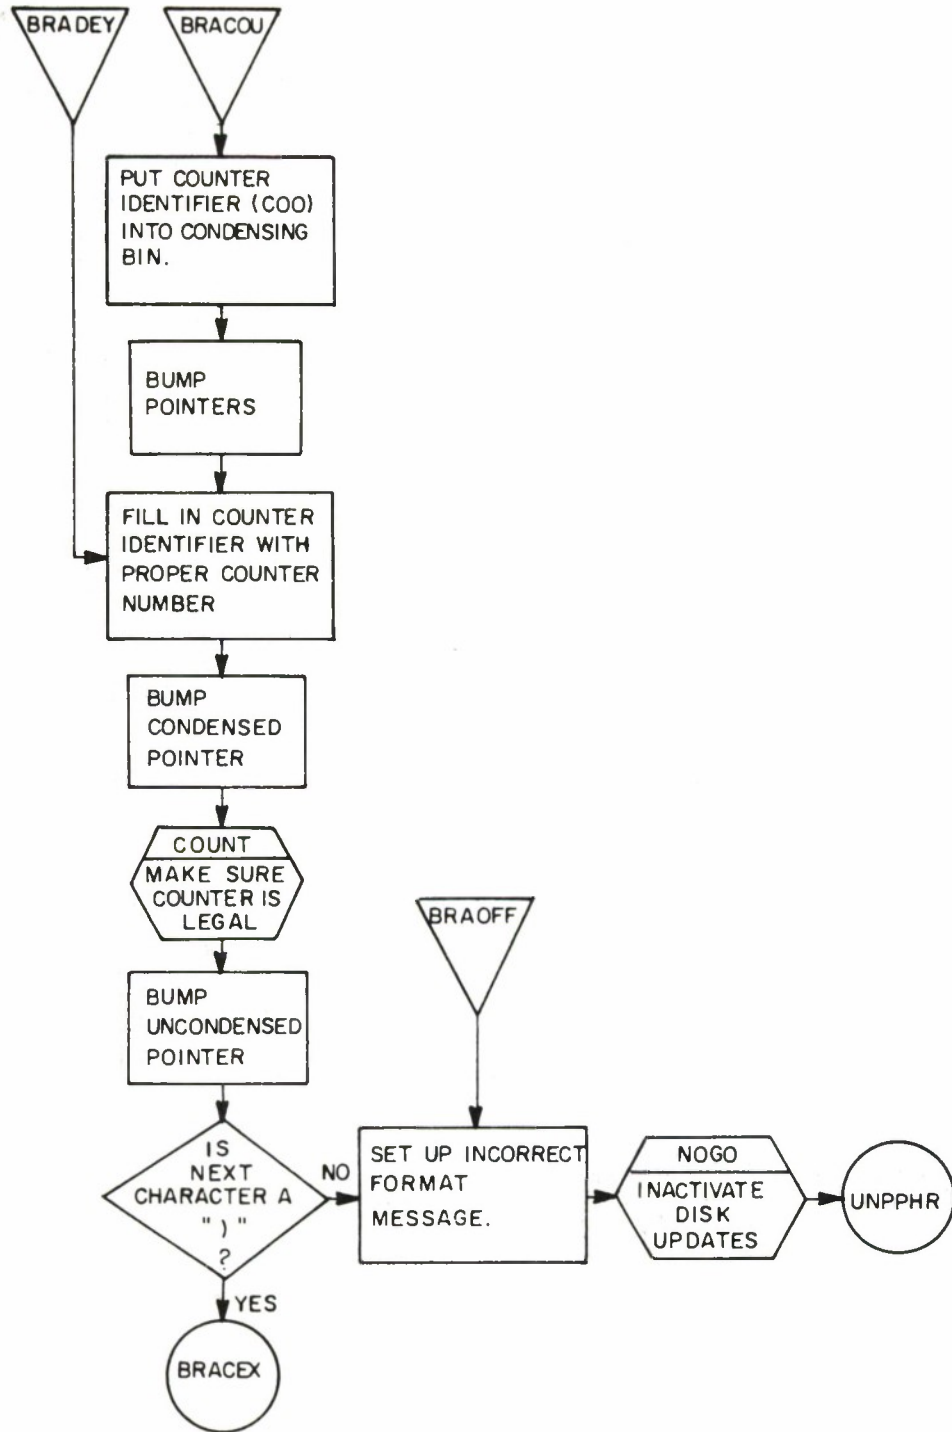 BRADEY
BRACOU
PUT COUNTER
IDENTIFIER (COO)
INTO CONDENSING
BIN.
BUMP
POINTERS
FILL IN COUNTER
IDENTIFIER WITH
PROPER COUNTER
NUMBER
BUMP
CONDENSED
POINTER
COUNT
MAKE SURE
COUNTER IS
LEGAL
BRAOFF
BUMP
UNCONDENSED
POINTER
IS
NEXT
CHARACTER A
")"
?
NO
SET UP INCORRECT
FORMAT
MESSAGE.
NOGO
INACTIVATE
DISK
UPDATES
UNPPHR
YES
BRACEX